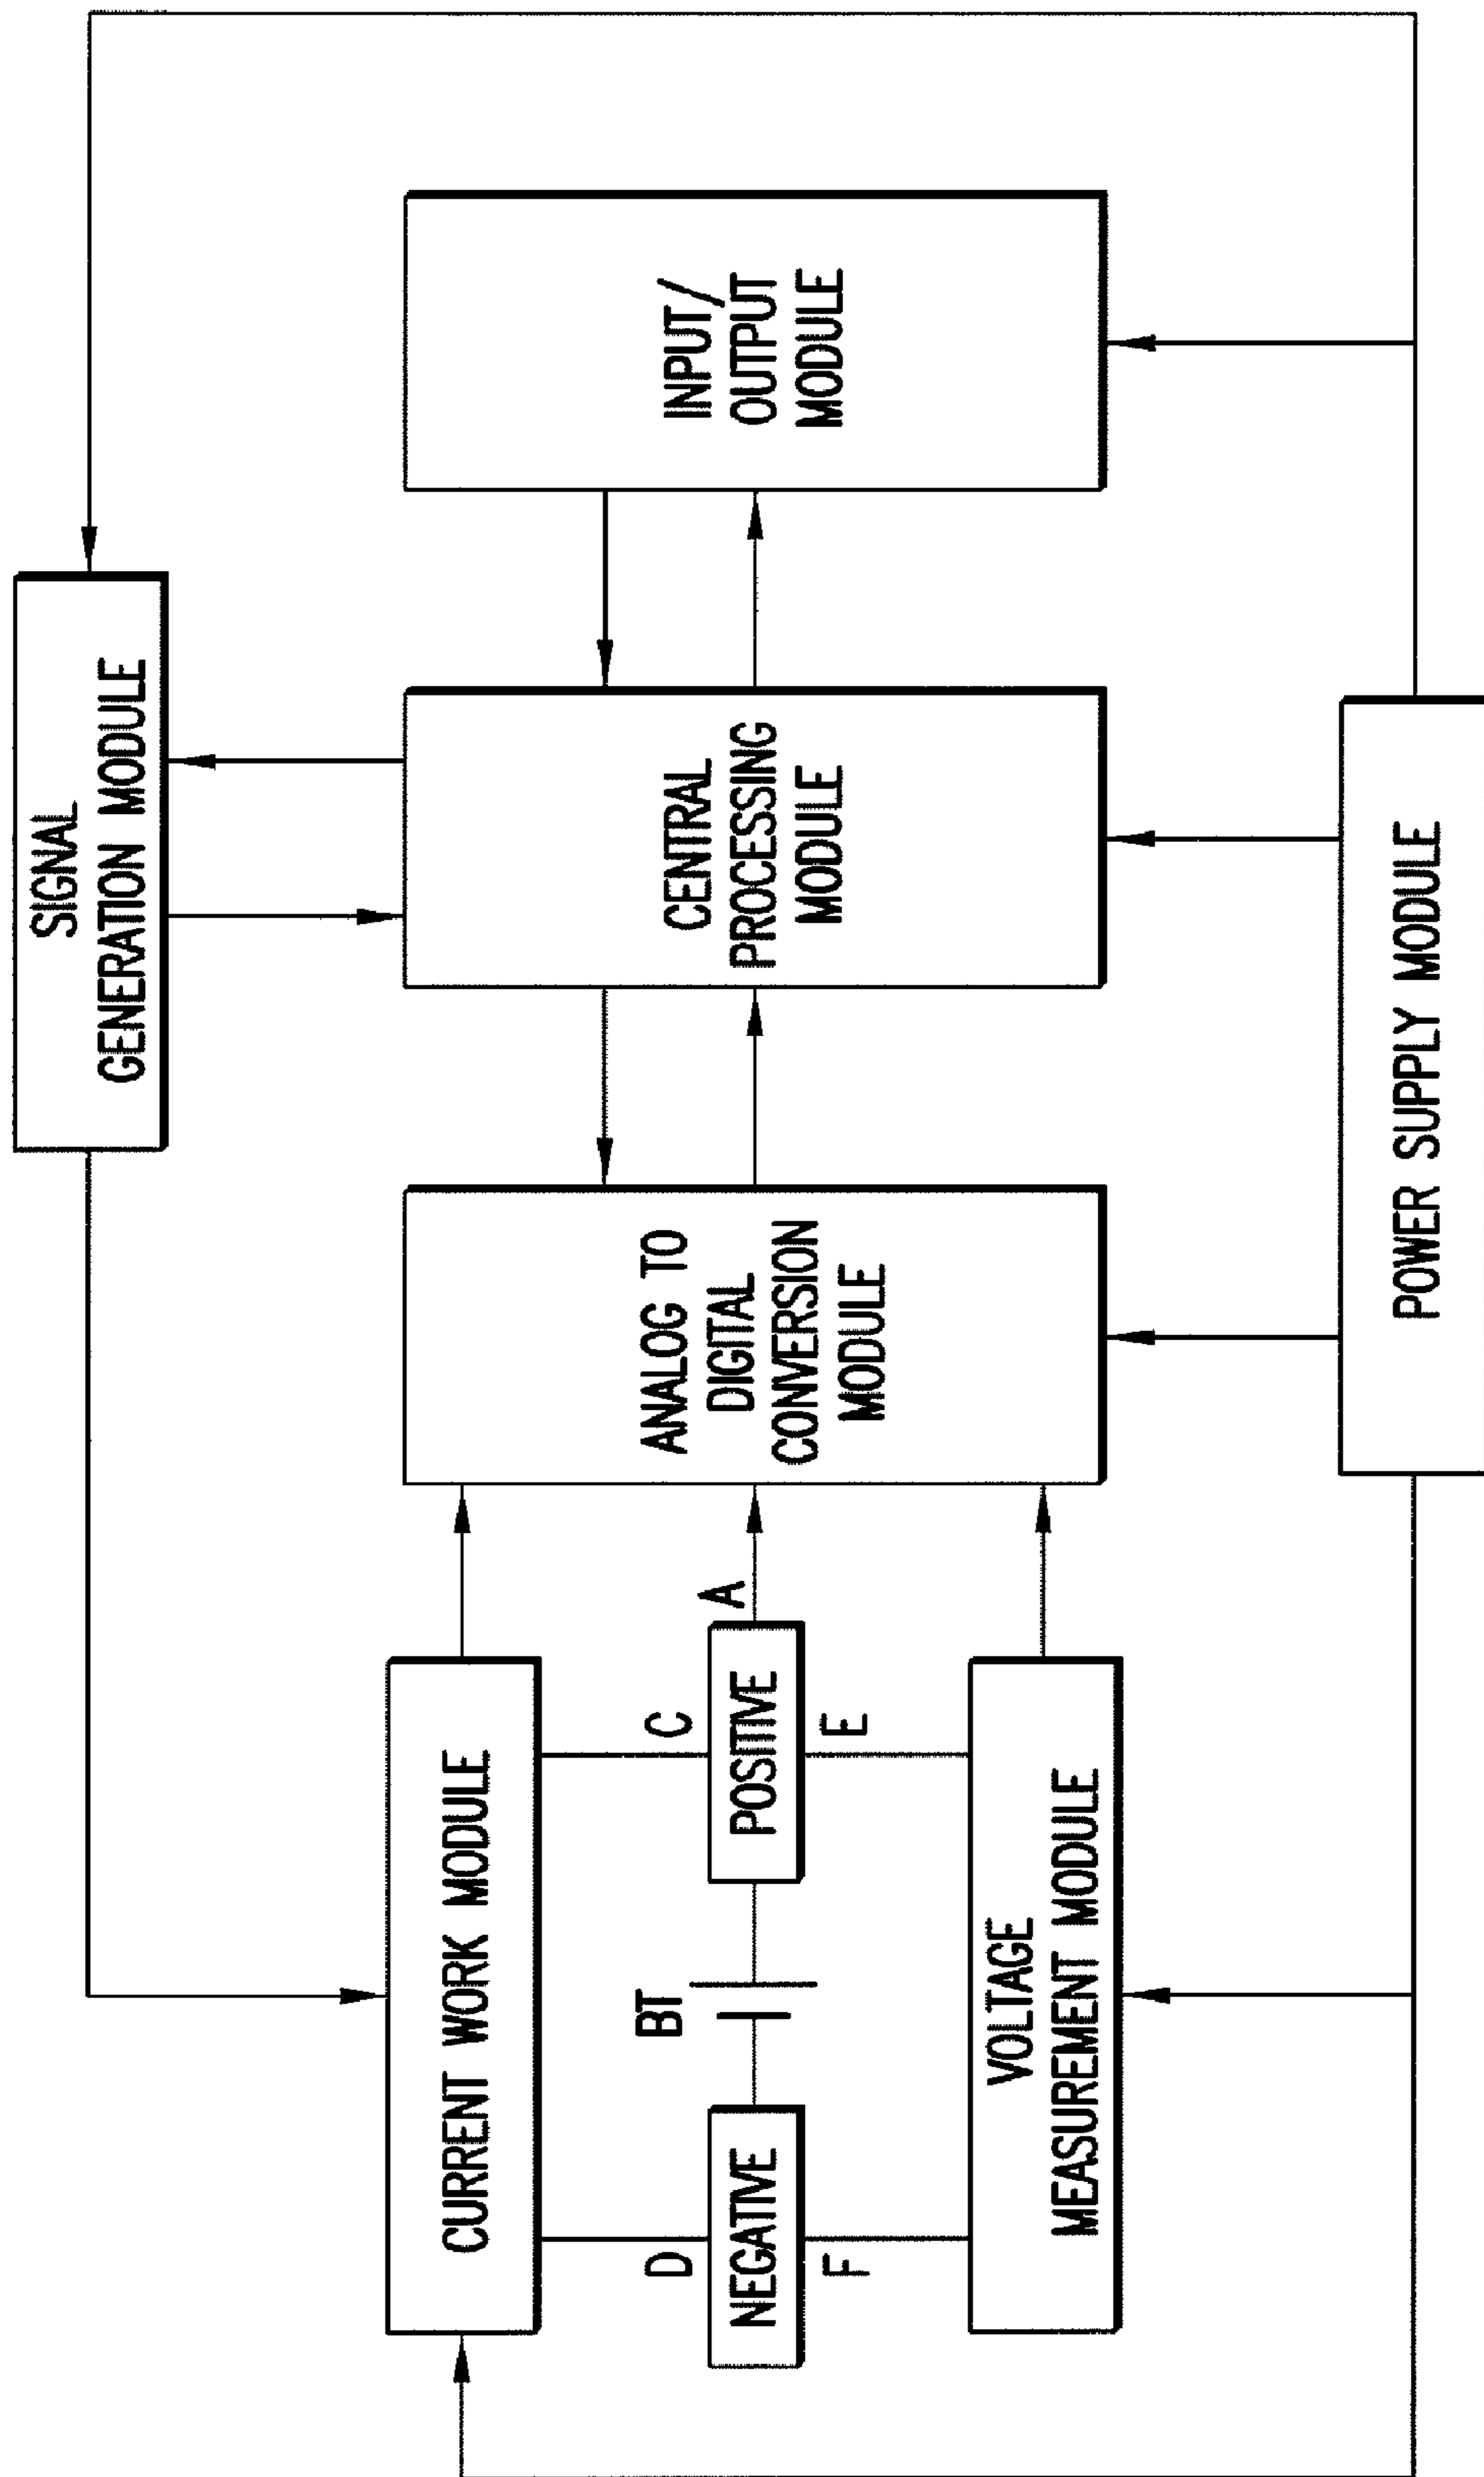 SIGNAL
GENERATION MODULE
CURRENT WORK MODULE
D
C
NEGATIVE
BT
POSITIVE
A
F
E
VOLTAGE
MEASUREMENT MODULE
ANALOG TO
DIGITAL
CONVERSION
MODULE
CENTRAL
PROCESSING
MODULE
INPUT/
OUTPUT
MODULE
POWER SUPPLY MODULE